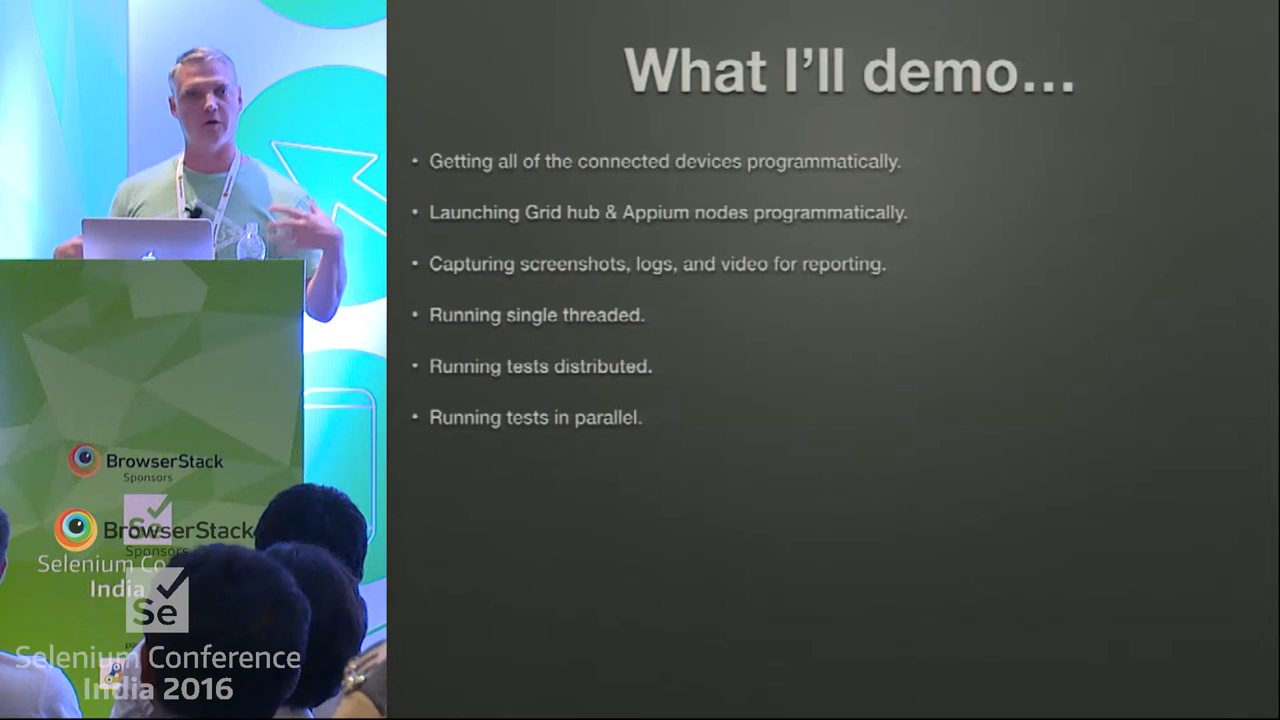 What I'll demo...
• Getting all of the connected devices programmatically.
• Launching Grid hub & Appium nodes programmatically.
• Capturing screenshots, logs, and video for reporting.
• Running single threaded.
• Running tests distributed.
• Running tests in parallel.
BrowserStack
Sponsors
Se
BrowserStack
Sponsors
Selenium Co
India
Se
Selenium Conference
India 2016